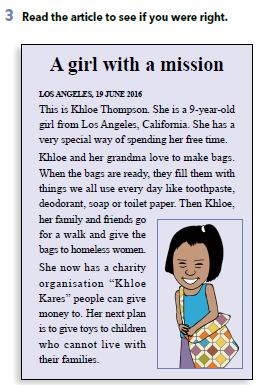 3 Read the article to see if you were right.
A girl with a mission
LOS ANGELES, 19 JUNE 2016
This is Khloe Thompson. She is a 9-year-old
girl from Los Angeles, California. She has a
very special way of spending her free time.
Khloe and her grandma love to make bags.
When the bags are ready, they fill them with
things we all use every day like toothpaste,
deodorant, soap or toilet paper. Then Khloe,
her family and friends go
for a walk and give the
bags to homeless women.
She now has a charity
organisation “Khloe
Kares” people can give
money to. Her next plan
is to give toys to children
who cannot live with
their families.